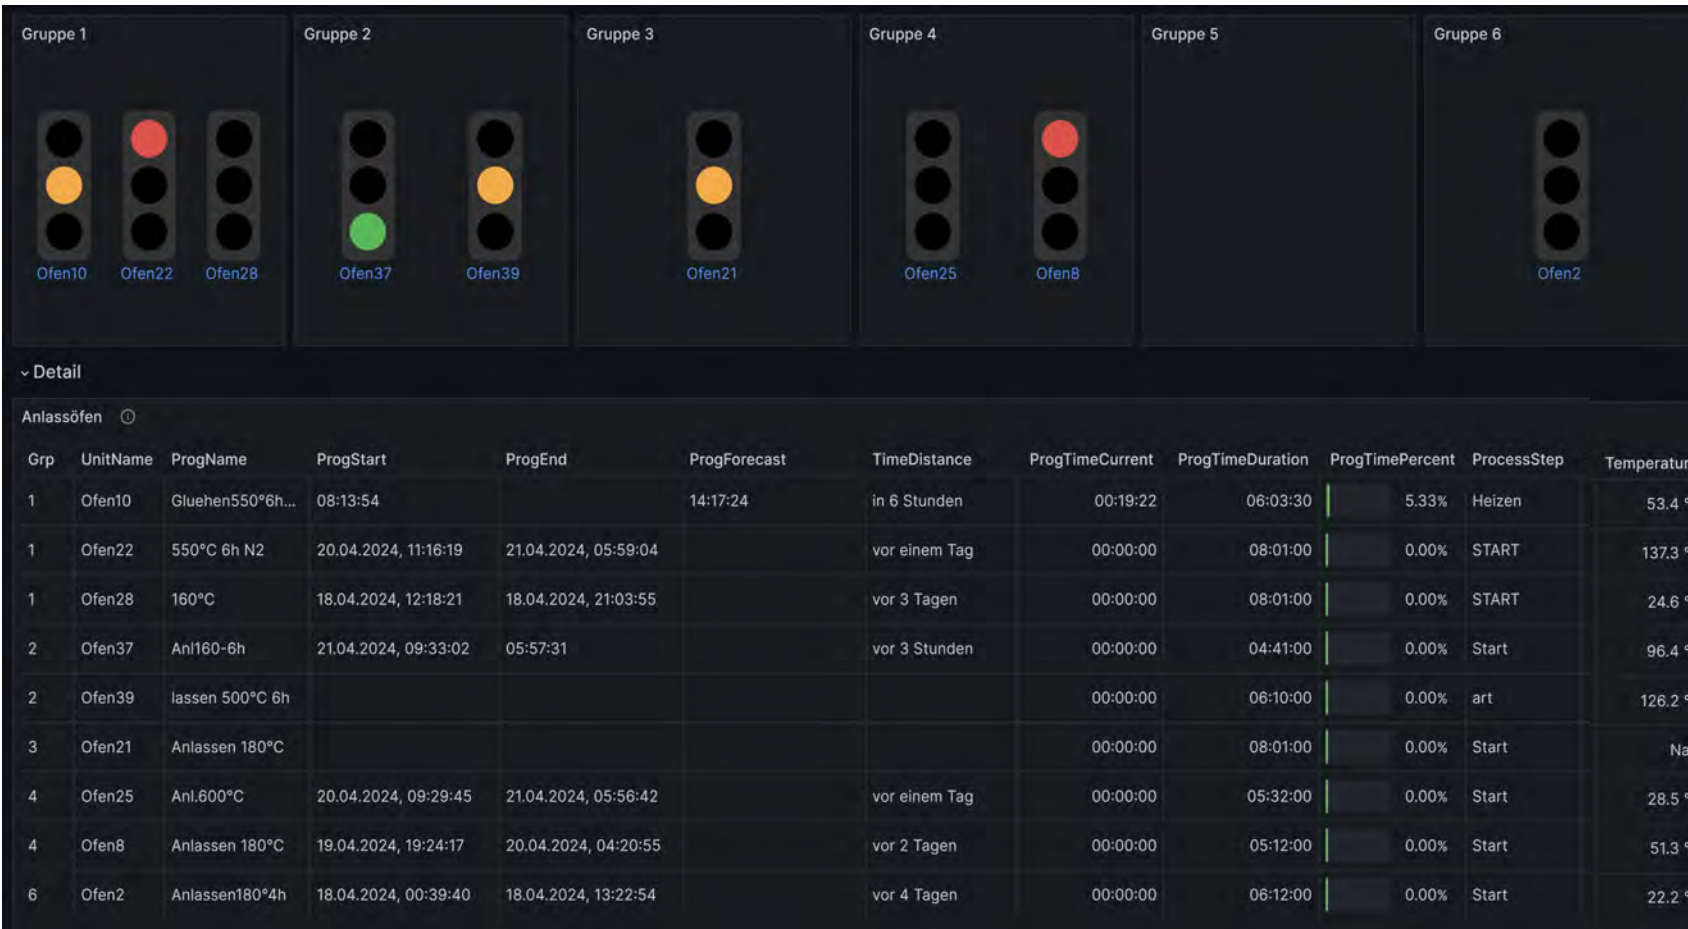 Gruppe 1 Gruppe 2 Gruppe 3 Gruppe 4 Gruppe 5 Gruppe 6
Ofen10 Ofen22 Ofen28 Ofen37 Ofen39 Ofen21 Ofen25 Ofen8 Ofen2
Detail
Anlassöfen
Grp UnitName ProgName ProgStart ProgEnd ProgForecast TimeDistance ProgTimeCurrent ProgTimeDuration ProgTimePercent ProcessStep Temperatur
1 Ofen10 Gluehen550°6h... 08:13:54 14:17:24 in 6 Stunden 00:19:22 06:03:30 5.33% Heizen 53.4 °
1 Ofen22 550°C 6h N2 20.04.2024, 11:16:19 21.04.2024, 05:59:04 vor einem Tag 00:00:00 08:01:00 0.00% START 137.3 °
1 Ofen28 160°C 18.04.2024, 12:18:21 18.04.2024, 21:03:55 vor 3 Tagen 00:00:00 08:01:00 0.00% START 24.6 °
2 Ofen37 Anl160-6h 21.04.2024, 09:33:02 05:57:31 vor 3 Stunden 00:00:00 04:41:00 0.00% Start 96.4 °
2 Ofen39 lassen 500°C 6h 00:00:00 06:10:00 0.00% art 126.2 °
3 Ofen21 Anlassen 180°C 00:00:00 08:01:00 0.00% Start Na
4 Ofen25 Anl.600°C 20.04.2024, 09:29:45 21.04.2024, 05:56:42 vor einem Tag 00:00:00 05:32:00 0.00% Start 28.5 °
4 Ofen8 Anlassen 180°C 19.04.2024, 19:24:17 20.04.2024, 04:20:55 vor 2 Tagen 00:00:00 05:12:00 0.00% Start 51.3 °
6 Ofen2 Anlassen180°4h 18.04.2024, 00:39:40 18.04.2024, 13:22:54 vor 4 Tagen 00:00:00 06:12:00 0.00% Start 22.2 °